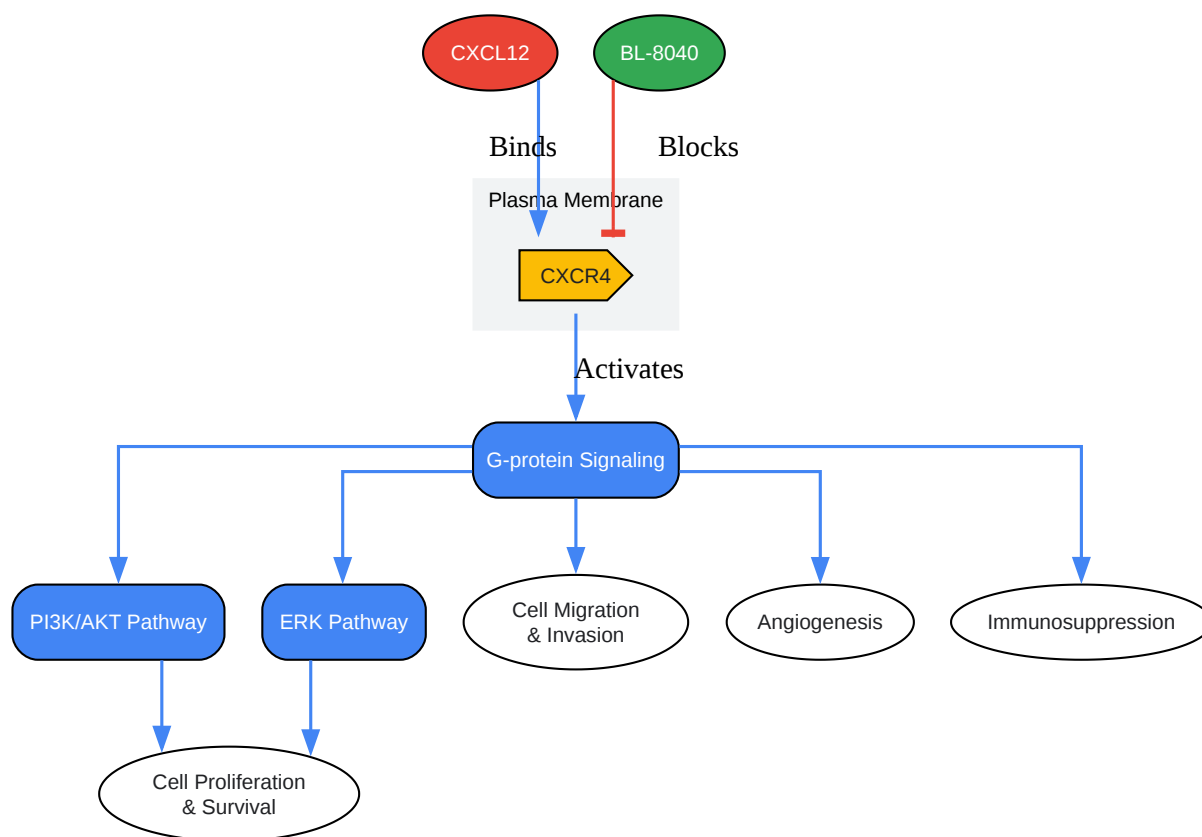 CXCL12
BL-8040
Binds
Blocks
Plasma Membrane
CXCR4
Activates
G-protein Signaling
PI3K/AKT Pathway
ERK Pathway
Cell Migration
& Invasion
Angiogenesis
Immunosuppression
Cell Proliferation
& Survival